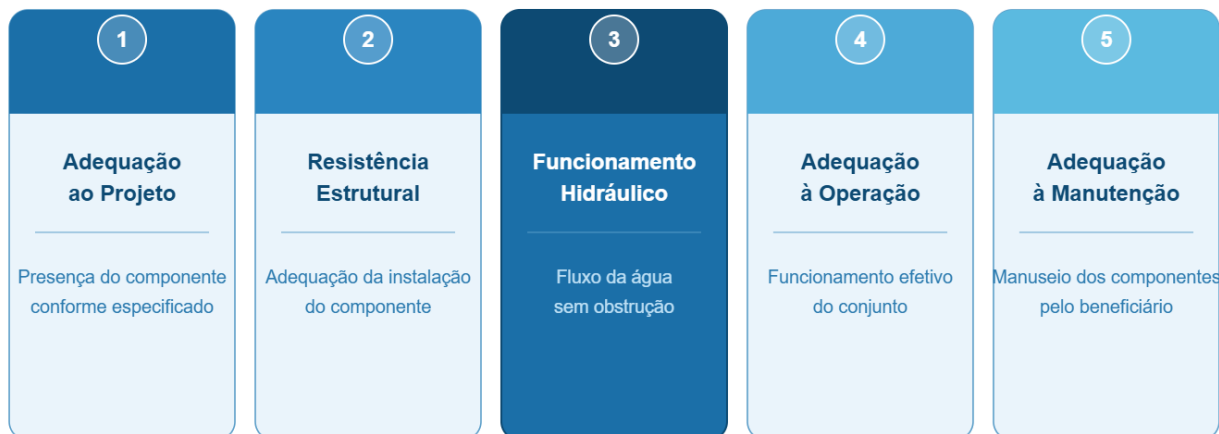 1
Adequação
ao Projeto
Presença do componente
conforme especificado
2
Resistência
Estrutural
Adequação da instalação
do componente
3
Funcionamento
Hidráulico
Fluxo da água
sem obstrução
4
Adequação
à Operação
Funcionamento efetivo
do conjunto
5
Adequação
à Manutenção
Manuseio dos componentes
pelo beneficiário